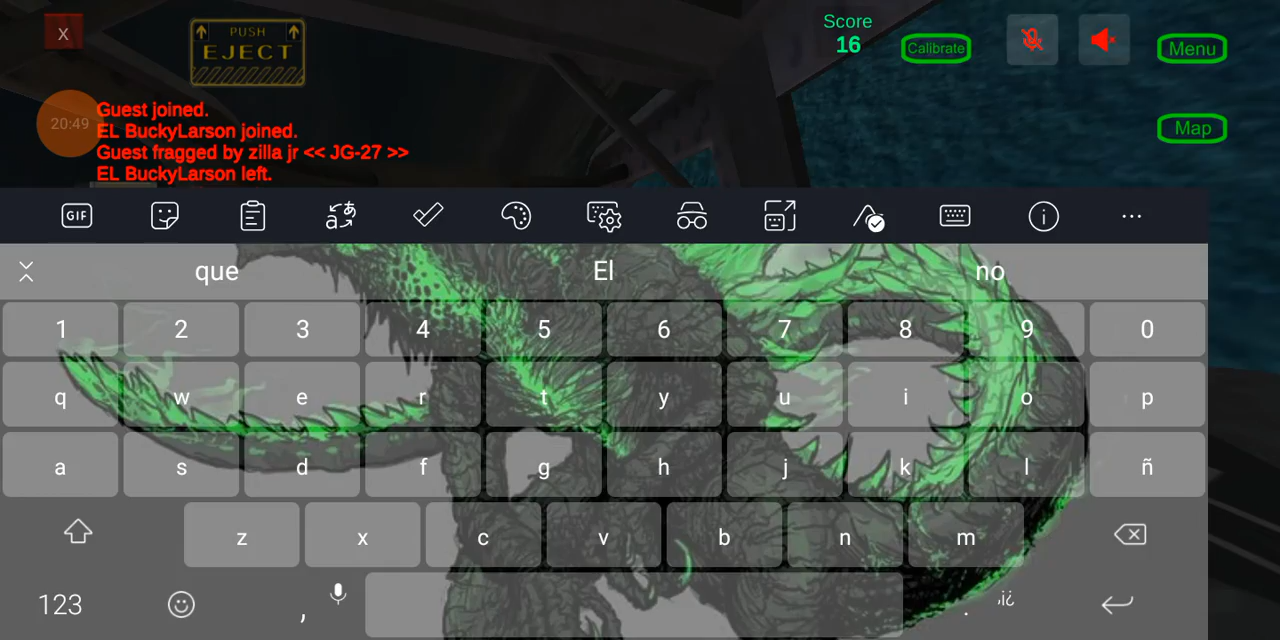 X
PUSH
EJECT
Score
16
Calibrate
Menu
Map
20:49
Guest joined.
EL BuckyLarson joined.
Guest fragged by zilla jr << JG-27 >>
EL BuckyLarson left.
GIF
que El no
1 2 3 4 5 6 7 8 9 0
q w e r t y u i o p
a s d f g h j k l ñ
z x c v b n m
123 , . ,¡¿